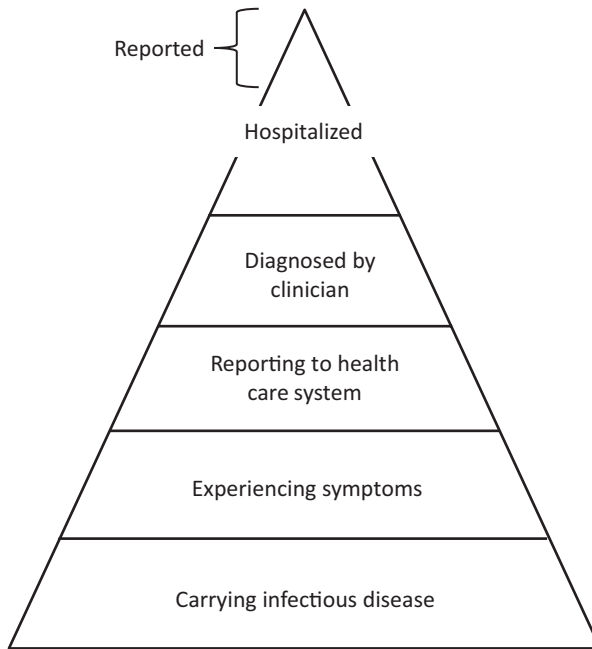 Reported
Hospitalized
Diagnosed by
clinician
Reporting to health
care system
Experiencing symptoms
Carrying infectious disease